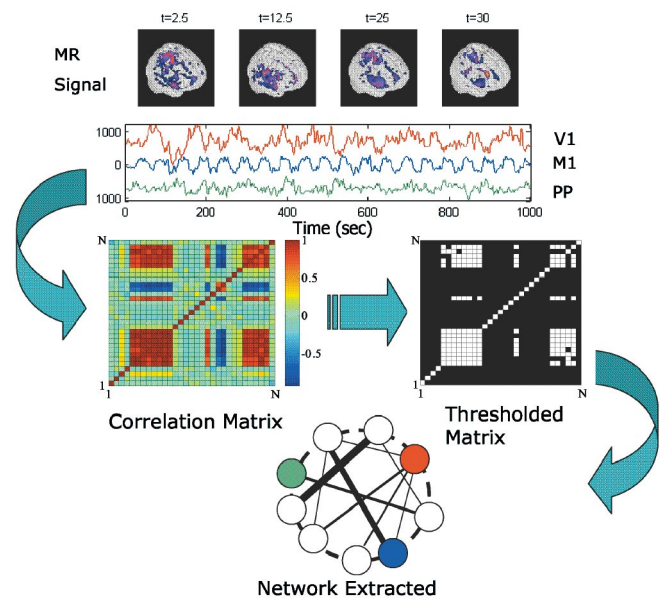 t=2.5 t=12.5 t=25 t=30
MR
Signal
1000
0
1000
V1
M1
PP
0 200 400 600 800 1000
Time (sec)
N
1
1 N
1
0.5
0
-0.5
N
1
1 N
Correlation Matrix
Thresholded
Matrix
Network Extracted